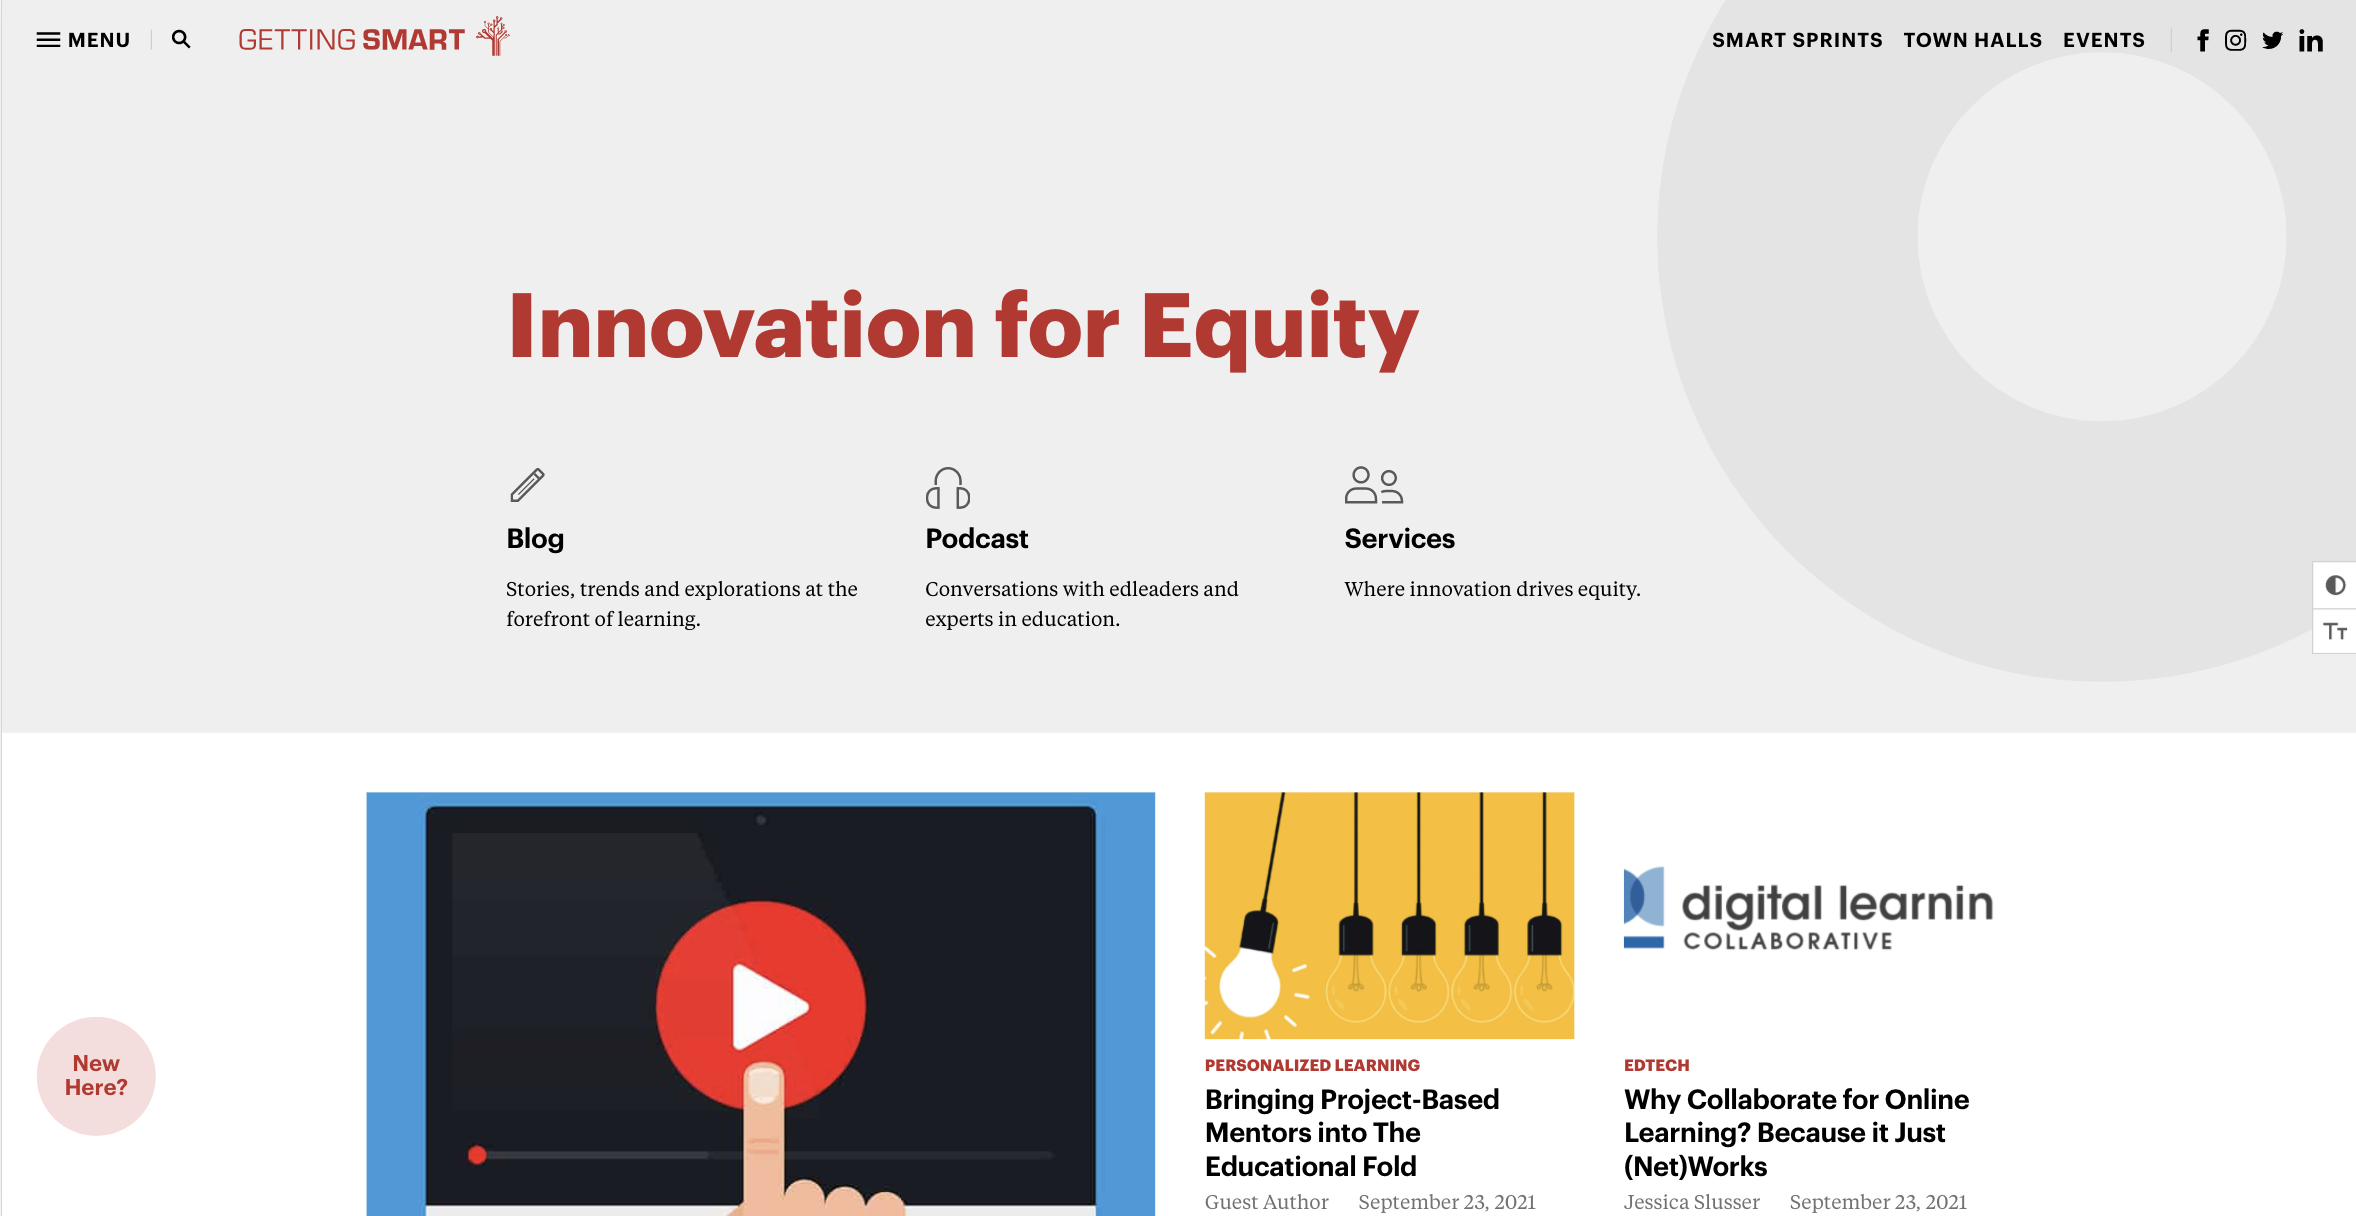 MENU
GETTING SMART
SMART SPRINTS TOWN HALLS EVENTS
Innovation for Equity
Blog
Stories, trends and explorations at the
forefront of learning.
Podcast
Conversations with edleaders and
experts in education.
Services
Where innovation drives equity.
Tт
New
Here?
PERSONALIZED LEARNING
Bringing Project-Based
Mentors into The
Educational Fold
Guest Author September 23, 2021
digital learnin
COLLABORATIVE
EDTECH
Why Collaborate for Online
Learning? Because it Just
(Net)Works
Jessica Slusser September 23, 2021